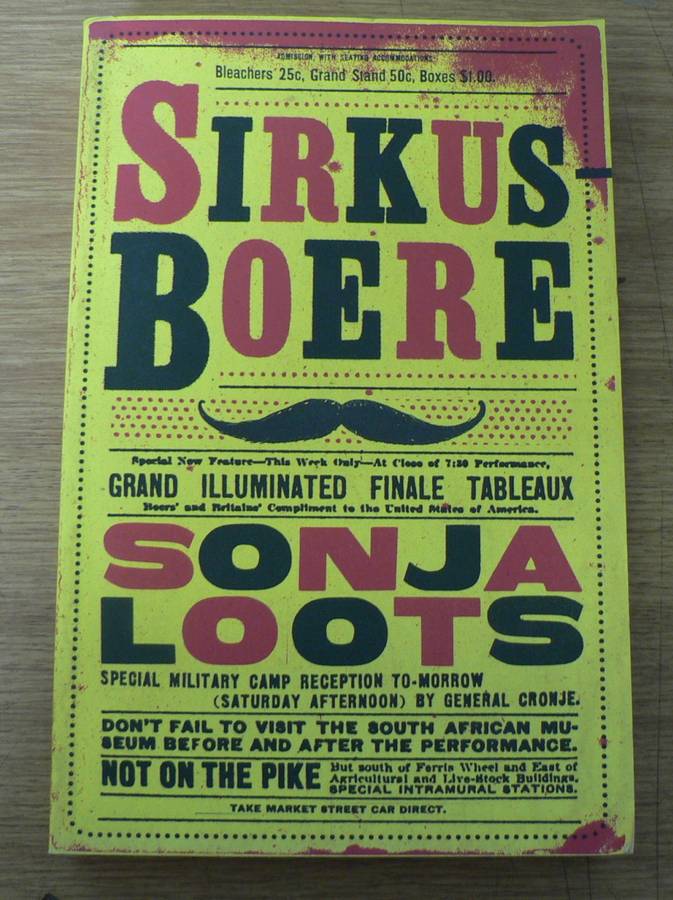 ADMISSION, WITH SEATING ACCOMMODATIONS
Bleachers 25c, Grand Stand 50c, Boxes $1.00.
SIRKUS
BOERE
Special New Feature—This Week Only—At Close of 7:30 Performance,
GRAND ILLUMINATED FINALE TABLEAUX
Boers' and Britains' Compliment to the United States of America.
SONJA
LOOTS
SPECIAL MILITARY CAMP RECEPTION TO-MORROW
(SATURDAY AFTERNOON) BY GENERAL CRONJE.
DON'T FAIL TO VISIT THE SOUTH AFRICAN MU-
SEUM BEFORE AND AFTER THE PERFORMANCE.
NOT ON THE PIKE
But south of Ferris Wheel and East of
Agricultural and Live-Stock Buildings.
SPECIAL INTRAMURAL STATIONS.
TAKE MARKET STREET CAR DIRECT.